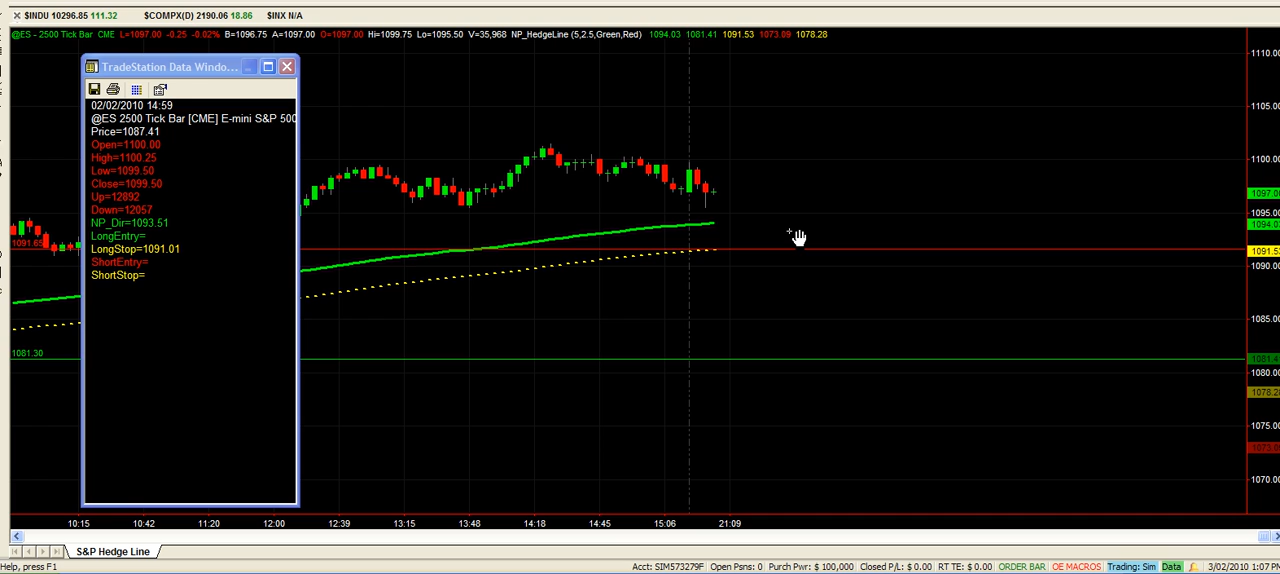 $INDU 10296.85 111.32 $COMPX(D) 2190.06 18.86 $INX N/A
@ES - 2500 Tick Bar CME L=1097.00 -0.25 -0.02% B=1096.75 A=1097.00 O=1097.00 Hi=1099.75 Lo=1095.50 V=35,968 NP_HedgeLine (5,2.5,Green,Red) 1094.03 1081.41 1091.53 1073.09 1078.28
TradeStation Data Windo...
02/02/2010 14:59
@ES 2500 Tick Bar [CME] E-mini S&P 500
Price=1087.41
Open=1100.00
High=1100.25
Low=1099.50
Close=1099.50
Up=12892
Down=12057
NP_Dir=1093.51
LongEntry=
LongStop=1091.01
ShortEntry=
ShortStop=
1091.65
1081.30
1110.00
1105.00
1100.00
1097.00
1095.00
1094.03
1091.53
1090.00
1085.00
1081.41
1080.00
1078.28
1075.00
1070.00
10:15 10:42 11:20 12:00 12:39 13:15 13:48 14:18 14:45 15:06 21:09
S&P Hedge Line
Help, press F1 Acct: SIM573279F Open Psns: 0 Purch Pwr: $ 100,000 Closed P/L: $ 0.00 RT TE: $ 0.00 ORDER BAR OE MACROS Trading: Sim Data 3/02/2010 1:07 PM